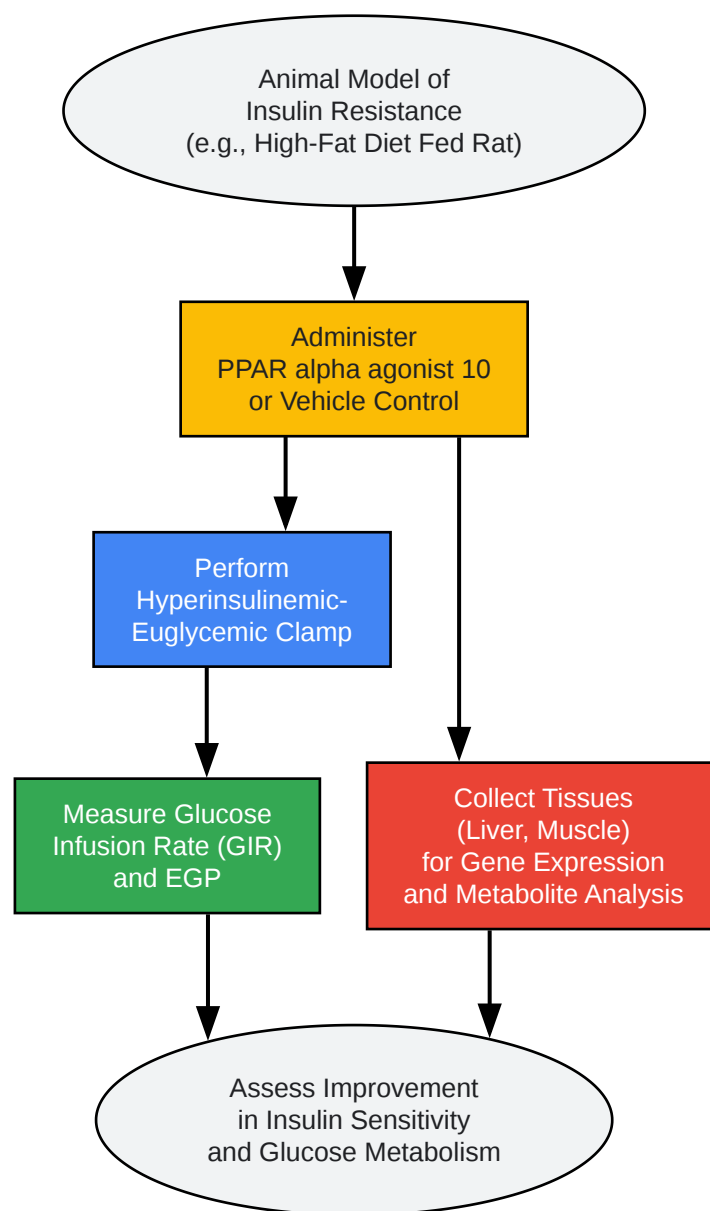 Animal Model of
Insulin Resistance
(e.g., High-Fat Diet Fed Rat)
Administer
PPAR alpha agonist 10
or Vehicle Control
Perform
Hyperinsulinemic-
Euglycemic Clamp
Measure Glucose
Infusion Rate (GIR)
and EGP
Collect Tissues
(Liver, Muscle)
for Gene Expression
and Metabolite Analysis
Assess Improvement
in Insulin Sensitivity
and Glucose Metabolism